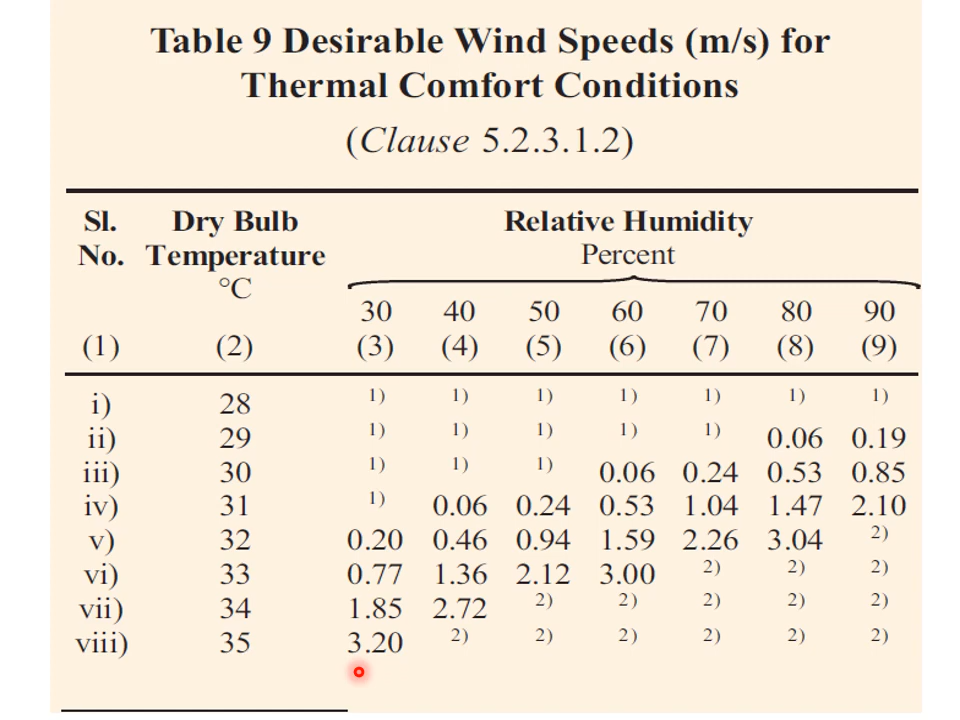 Table 9 Desirable Wind Speeds (m/s) for
Thermal Comfort Conditions
(Clause 5.2.3.1.2)
Sl. Dry Bulb Relative Humidity
No. Temperature Percent
°C
30 40 50 60 70 80 90
(1) (2) (3) (4) (5) (6) (7) (8) (9)
i) 28 1) 1) 1) 1) 1) 1) 1)
ii) 29 1) 1) 1) 1) 1) 0.06 0.19
iii) 30 1) 1) 1) 0.06 0.24 0.53 0.85
iv) 31 1) 0.06 0.24 0.53 1.04 1.47 2.10
v) 32 0.20 0.46 0.94 1.59 2.26 3.04 2)
vi) 33 0.77 1.36 2.12 3.00 2) 2) 2)
vii) 34 1.85 2.72 2) 2) 2) 2) 2)
viii) 35 3.20 2) 2) 2) 2) 2) 2)